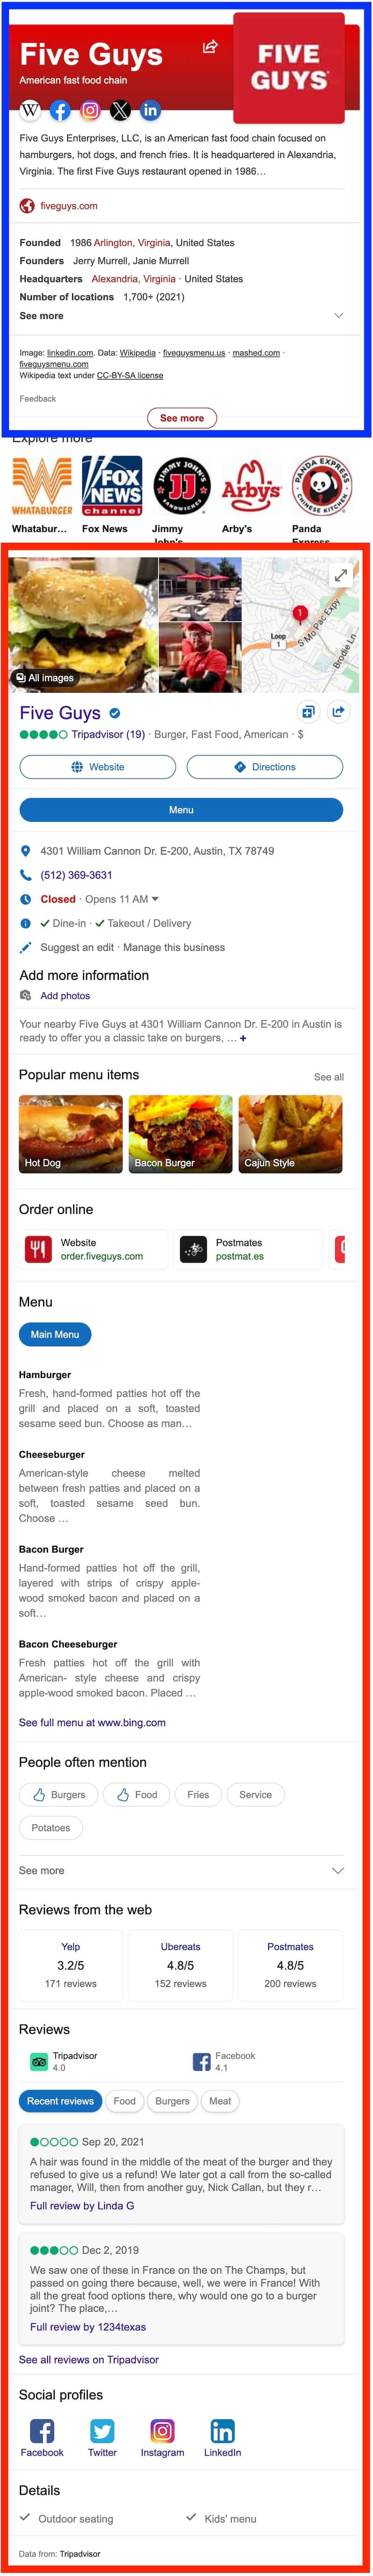 Five Guys
American fast food chain
FIVE
GUYS
W
Five Guys Enterprises, LLC, is an American fast food chain focused on
hamburgers, hot dogs, and french fries. It is headquartered in Alexandria,
Virginia. The first Five Guys restaurant opened in 1986...
fiveguys.com
Founded 1986 Arlington, Virginia, United States
Founders Jerry Murrell, Janie Murrell
Headquarters Alexandria, Virginia · United States
Number of locations 1,700+ (2021)
See more
Image: linkedin.com. Data: Wikipedia · fiveguysmenu.us · mashed.com ·
fiveguysmenu.com
Wikipedia text under CC-BY-SA license
Feedback
See more
Explore more
WHATABURGER
FOX
NEWS
channel
JIMMY JOHN'S
JJ
SANDWICHES
Arby's
PANDA EXPRESS
CHINESE KITCHEN
Whatabur...
Fox News
Jimmy
John's
Arby's
Panda
Express
All images
1
Loop
1
S Mo Pac Expy
Brodie Ln
Five Guys
Tripadvisor (19) · Burger, Fast Food, American · $
Website
Directions
Menu
4301 William Cannon Dr. E-200, Austin, TX 78749
(512) 369-3631
Closed · Opens 11 AM
Dine-in · Takeout / Delivery
Suggest an edit · Manage this business
Add more information
Add photos
Your nearby Five Guys at 4301 William Cannon Dr. E-200 in Austin is
ready to offer you a classic take on burgers, ... +
Popular menu items
See all
Hot Dog
Bacon Burger
Cajun Style
Order online
Website
order.fiveguys.com
Postmates
postmat.es
Menu
Main Menu
Hamburger
Fresh, hand-formed patties hot off the
grill and placed on a soft, toasted
sesame seed bun. Choose as man...
Cheeseburger
American-style cheese melted
between fresh patties and placed on a
soft, toasted sesame seed bun.
Choose ...
Bacon Burger
Hand-formed patties hot off the grill,
layered with strips of crispy apple-
wood smoked bacon and placed on a
soft...
Bacon Cheeseburger
Fresh patties hot off the grill with
American- style cheese and crispy
apple-wood smoked bacon. Placed ...
See full menu at www.bing.com
People often mention
Burgers
Food
Fries
Service
Potatoes
See more
Reviews from the web
Yelp
3.2/5
171 reviews
Ubereats
4.8/5
152 reviews
Postmates
4.8/5
200 reviews
Reviews
Tripadvisor
4.0
Facebook
4.1
Recent reviews
Food
Burgers
Meat
Sep 20, 2021
A hair was found in the middle of the meat of the burger and they
refused to give us a refund! We later got a call from the so-called
manager, Will, then from another guy, Nick Callan, but they r...
Full review by Linda G
Dec 2, 2019
We saw one of these in France on the on The Champs, but
passed on going there because, well, we were in France! With
all the great food options there, why would one go to a burger
joint? The place,...
Full review by 1234texas
See all reviews on Tripadvisor
Social profiles
Facebook
Twitter
Instagram
LinkedIn
Details
Outdoor seating
Kids' menu
Data from: Tripadvisor